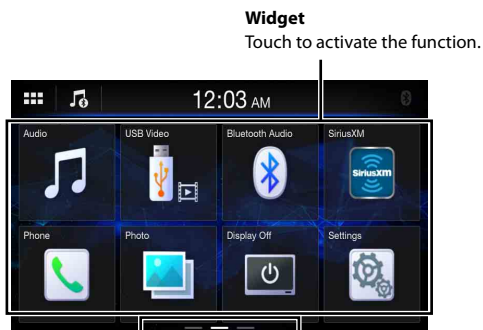 Widget
Touch to activate the function.
12:03 AM
Audio
USB Video
Bluetooth Audio
SiriusXM
SiriusXM
Phone
Photo
Display Off
Settings